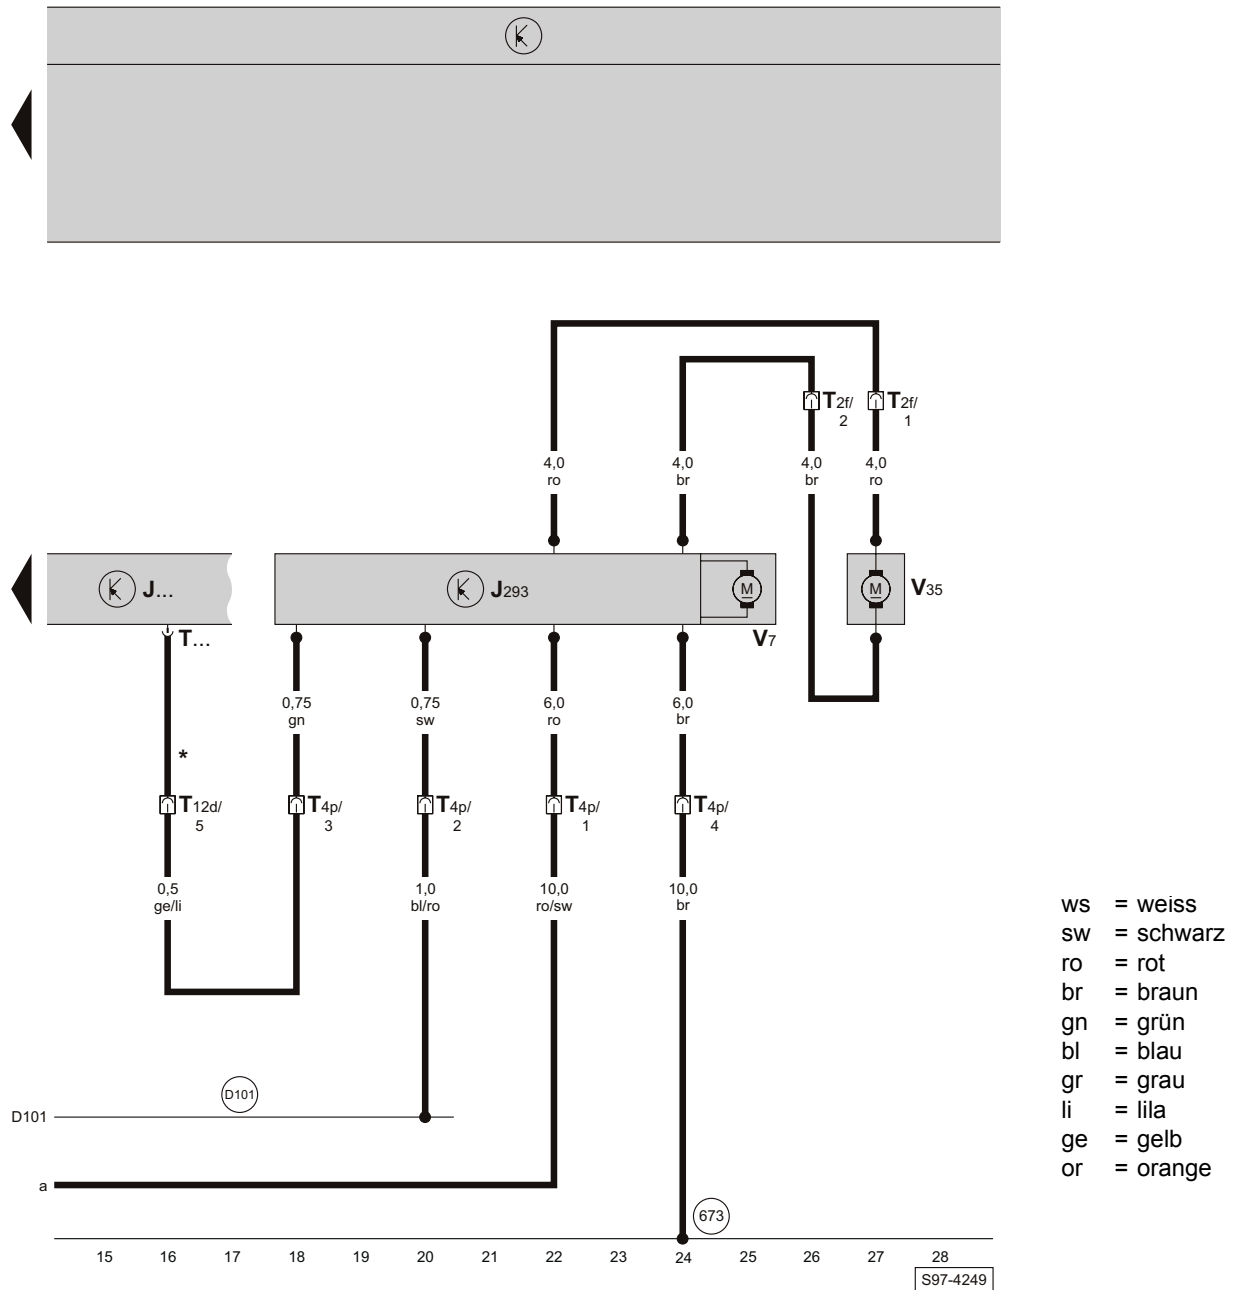 T2f/
2
T2f/
1
4,0
ro
4,0
br
4,0
br
4,0
ro
J...
J293
M
M
V35
T...
V7
0,75
gn
0,75
sw
6,0
ro
6,0
br
*
T12d/
5
T4p/
3
T4p/
2
T4p/
1
T4p/
4
0,5
ge/li
1,0
bl/ro
10,0
ro/sw
10,0
br
ws = weiss
sw = schwarz
ro = rot
br = braun
gn = grün
bl = blau
gr = grau
li = lila
ge = gelb
or = orange
D101
D101
a
673
15 16 17 18 19 20 21 22 23 24 25 26 27 28
S97-4249